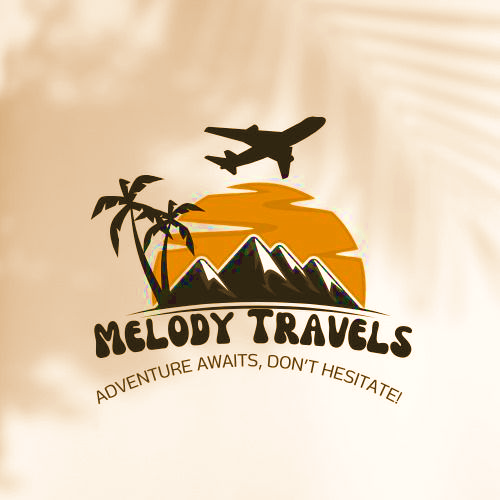 MELODY TRAVELS
ADVENTURE AWAITS, DON'T HESITATE!